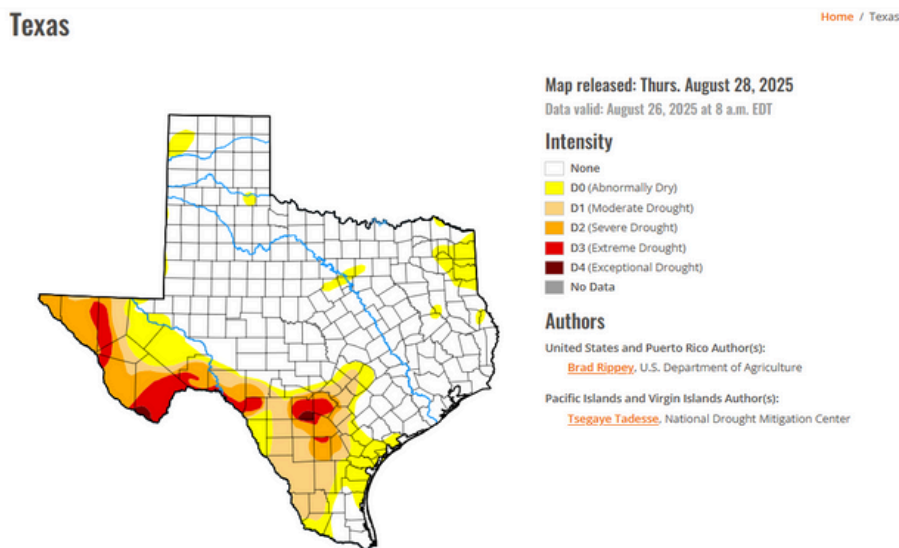 Texas
Home / Texas
Map released: Thurs. August 28, 2025
Data valid: August 26, 2025 at 8 a.m. EDT
Intensity
None
D0 (Abnormally Dry)
D1 (Moderate Drought)
D2 (Severe Drought)
D3 (Extreme Drought)
D4 (Exceptional Drought)
No Data
Authors
United States and Puerto Rico Author(s):
Brad Rippey, U.S. Department of Agriculture
Pacific Islands and Virgin Islands Author(s):
Tsegaye Tadesse, National Drought Mitigation Center